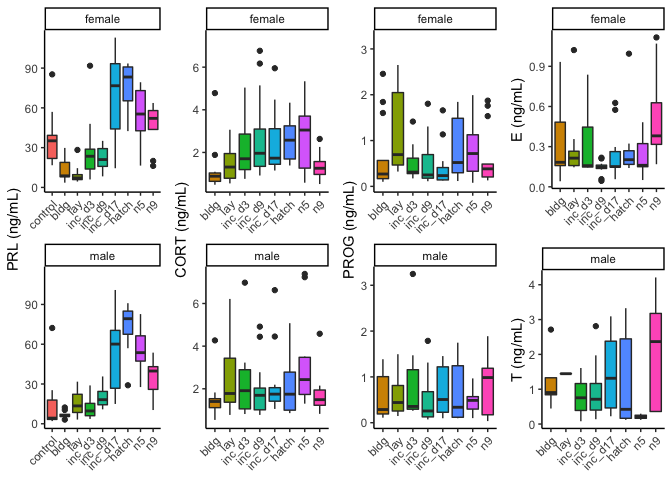 female
female
female
female
PRL (ng/mL)
90
60
30
0
control
bldg
lay
inc_d3
inc_d9
inc_d17
hatch
n5
n9
CORT (ng/mL)
6
4
2
bldg
lay
inc_d3
inc_d9
inc_d17
hatch
n5
n9
PROG (ng/mL)
3
2
1
0
bldg
lay
inc_d3
inc_d9
inc_d17
hatch
n5
n9
E (ng/mL)
0.9
0.6
0.3
0.0
bldg
lay
inc_d3
inc_d9
inc_d17
hatch
n5
n9
male
male
male
male
90
60
30
0
control
bldg
lay
inc_d3
inc_d9
inc_d17
hatch
n5
n9
6
4
2
bldg
lay
inc_d3
inc_d9
inc_d17
hatch
n5
n9
3
2
1
0
bldg
lay
inc_d3
inc_d9
inc_d17
hatch
n5
n9
T (ng/mL)
4
3
2
1
0
bldg
lay
inc_d3
inc_d9
inc_d17
hatch
n5
n9